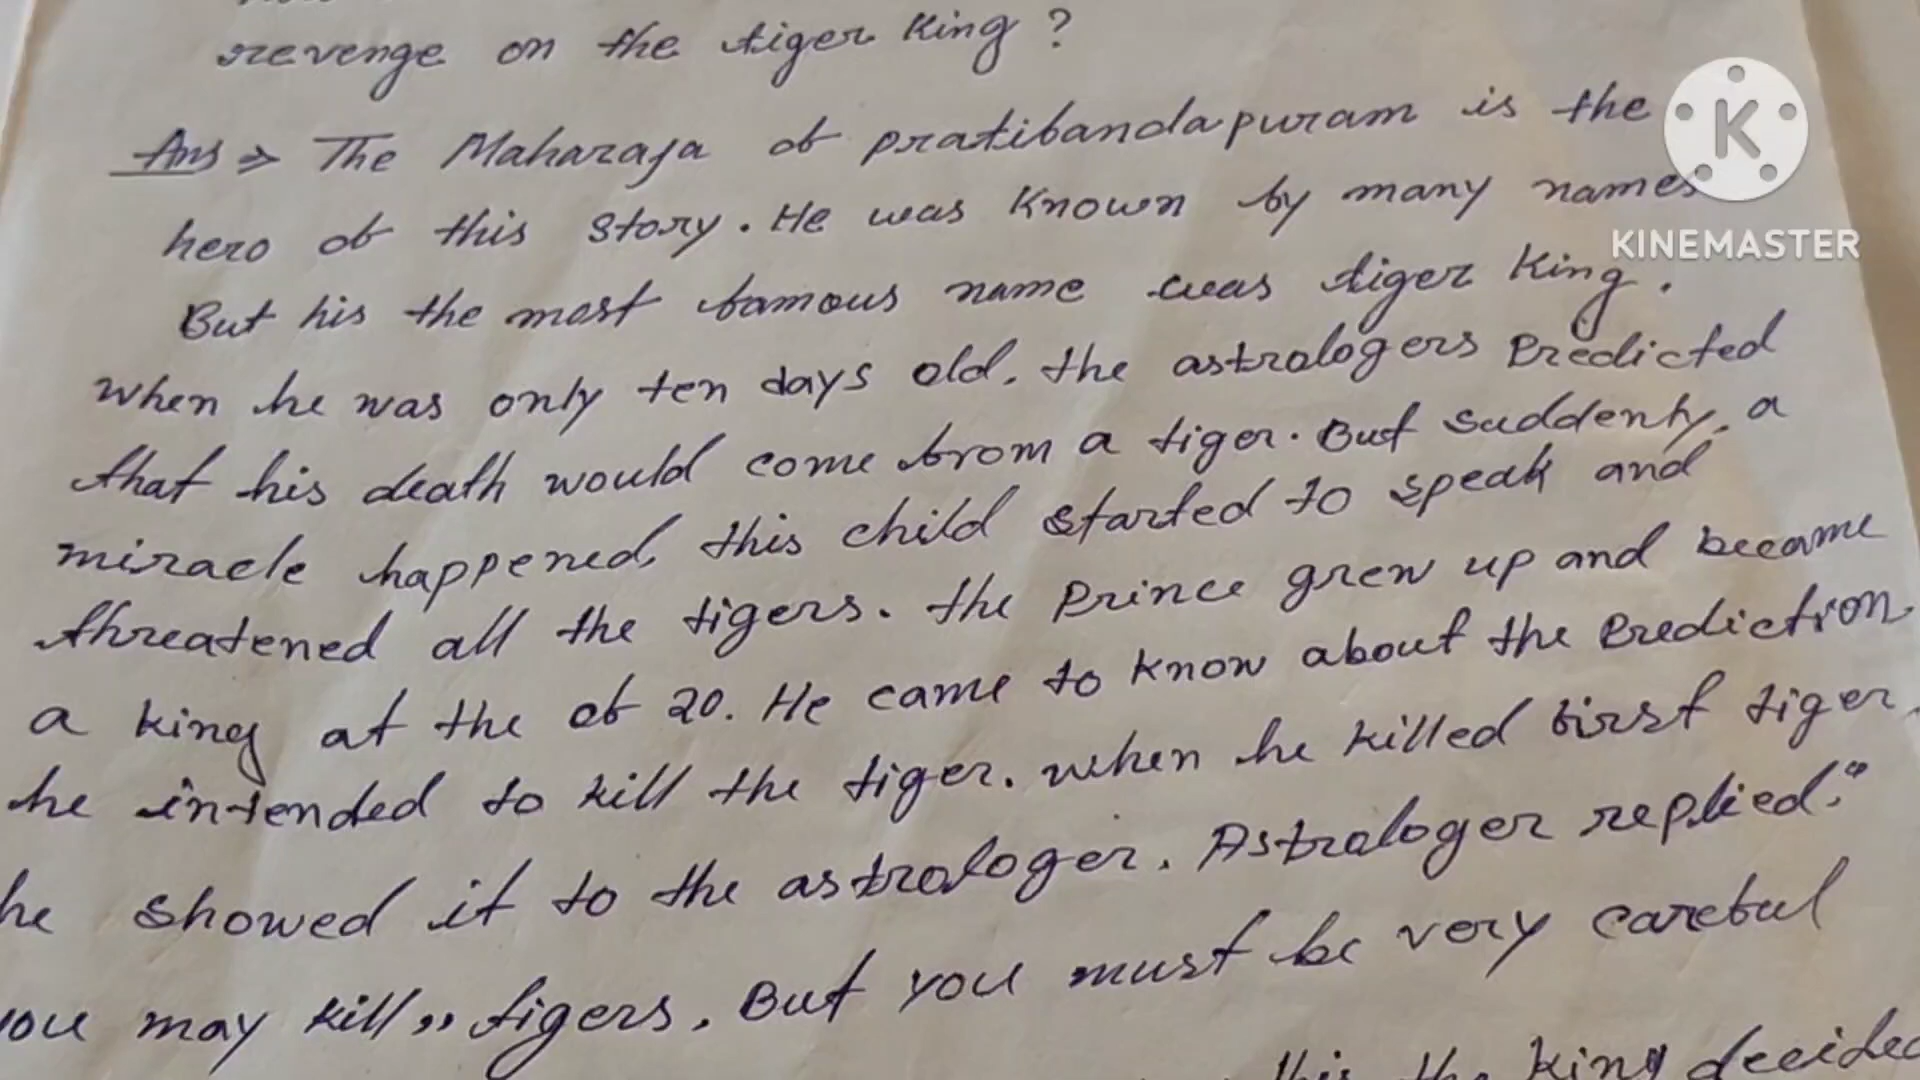 revenge on the tiger King ?
Ans ⇒ The Maharaja of pratibandapuram is the
hero of this story. He was known by many names
But his the most famous name was tiger King.
when he was only ten days old. the astrologers Predicted
that his death would come from a tiger. But suddenly, a
miracle happened, this child started to speak and
threatened all the tigers. the Prince grew up and became
a king at the of 20. He came to know about the Prediction
he intended to kill the tiger. when he killed first tiger
he showed it to the astrologer. Astrologer replied."
you may kill ,, tigers. But you must be very careful
this the King decided
K
KINEMASTER